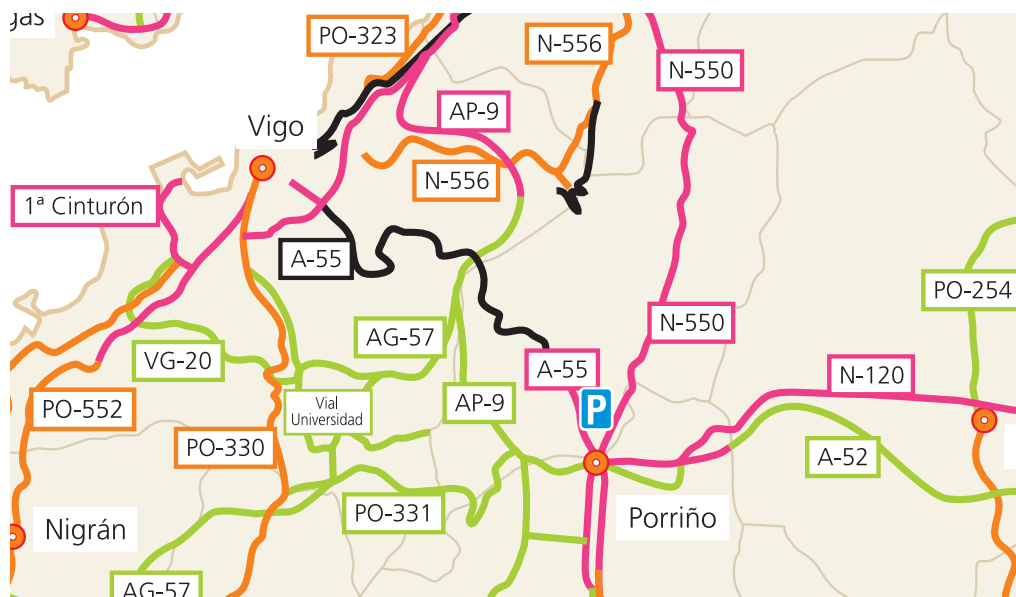 gas
PO-323
N-556
N-550
AP-9
Vigo
N-556
1ª Cinturón
A-55
PO-254
N-550
AG-57
VG-20
A-55
N-120
PO-552
Vial
Universidad
AP-9
P
PO-330
A-52
PO-331
Porriño
Nigrán
AG-57